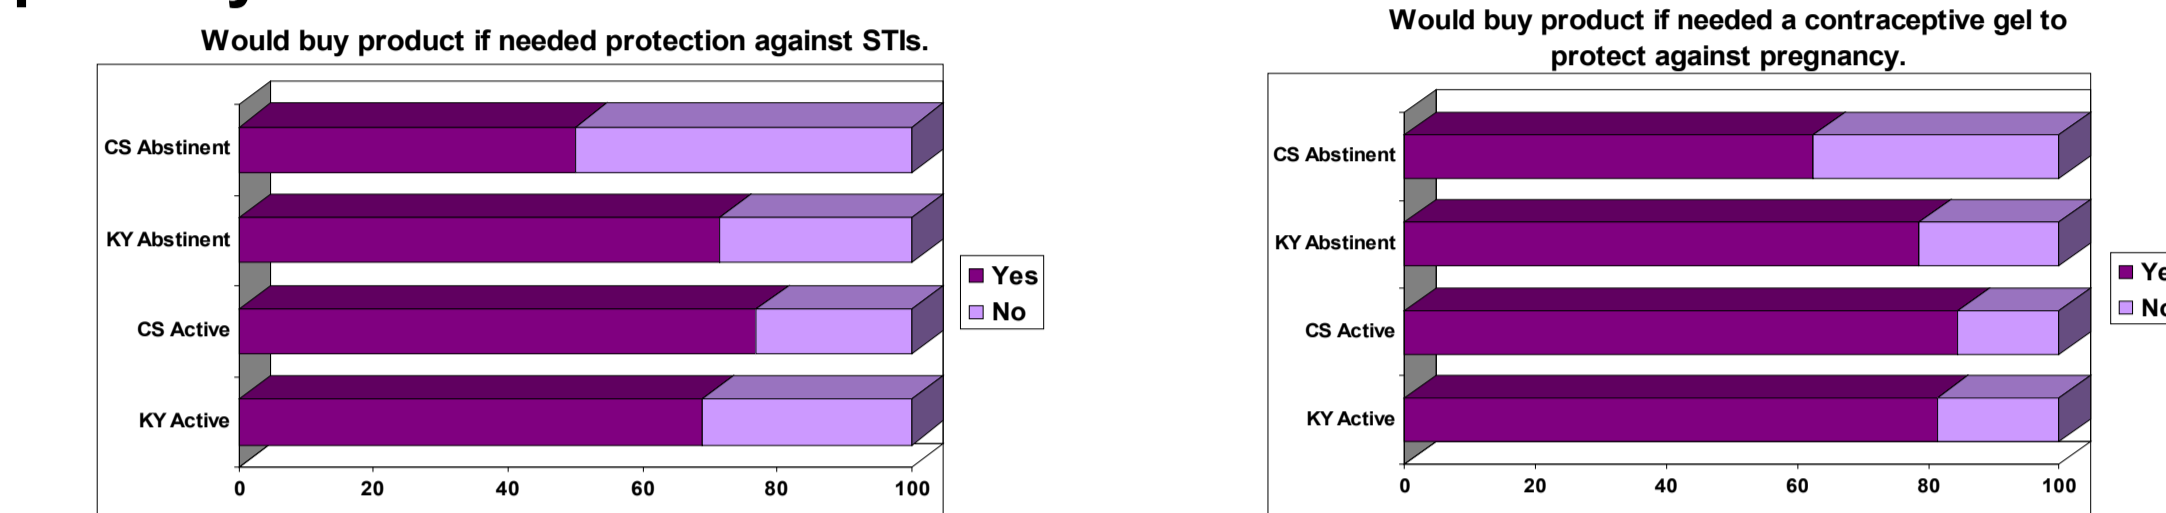 Would buy product if needed protection against STIs.
CS Abstinent
KY Abstinent
CS Active
KY Active
0 20 40 60 80 100
Yes
No
Would buy product if needed a contraceptive gel to
protect against pregnancy.
CS Abstinent
KY Abstinent
CS Active
KY Active
0 20 40 60 80 100